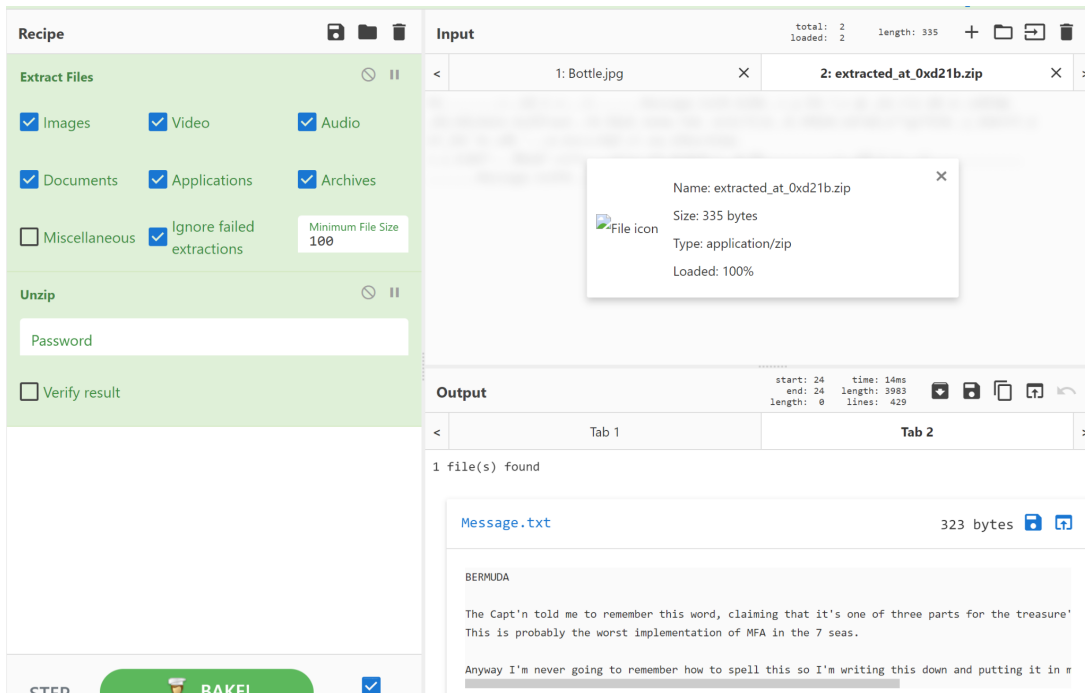 Recipe
Extract Files
Images
Video
Audio
Documents
Applications
Archives
Miscellaneous
Ignore failed
extractions
Minimum File Size
100
Unzip
Password
Verify result
STEP
BAKE!
Input
total: 2
loaded: 2
length: 335
1: Bottle.jpg
2: extracted_at_0xd21b.zip
File icon
Name: extracted_at_0xd21b.zip
Size: 335 bytes
Type: application/zip
Loaded: 100%
Output
start: 24
end: 24
length: 0
time: 14ms
length: 3983
lines: 429
Tab 1
Tab 2
1 file(s) found
Message.txt
323 bytes
BERMUDA
The Capt'n told me to remember this word, claiming that it's one of three parts for the treasure'
This is probably the worst implementation of MFA in the 7 seas.
Anyway I'm never going to remember how to spell this so I'm writing this down and putting it in